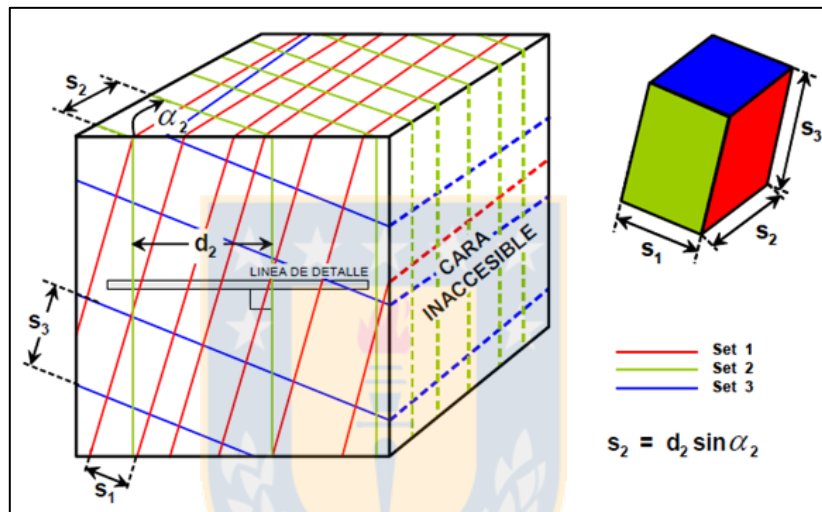 s2
α2
d2
LINEA DE DETALLE
s3
s1
CARA
INACCESIBLE
s3
s1
s2
Set 1
Set 2
Set 3
s2 = d2 sin α2